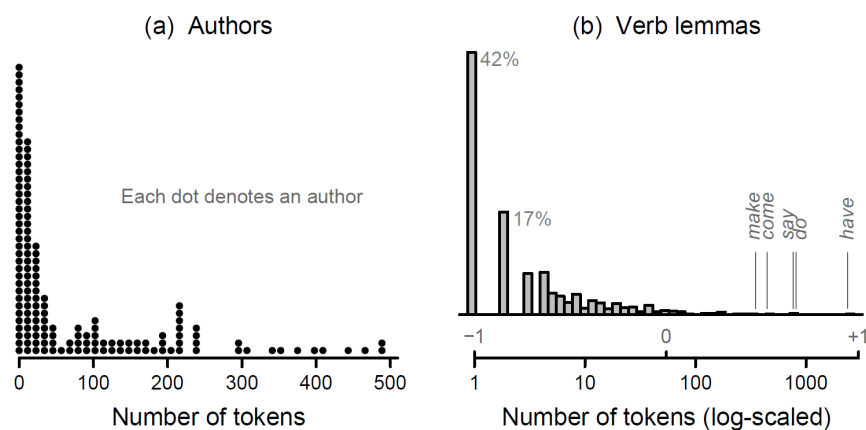 (a) Authors
Each dot denotes an author
0 100 200 300 400 500
Number of tokens
(b) Verb lemmas
42%
17%
make
come
say
do
have
−1 0 +1
1 10 100 1000
Number of tokens (log-scaled)